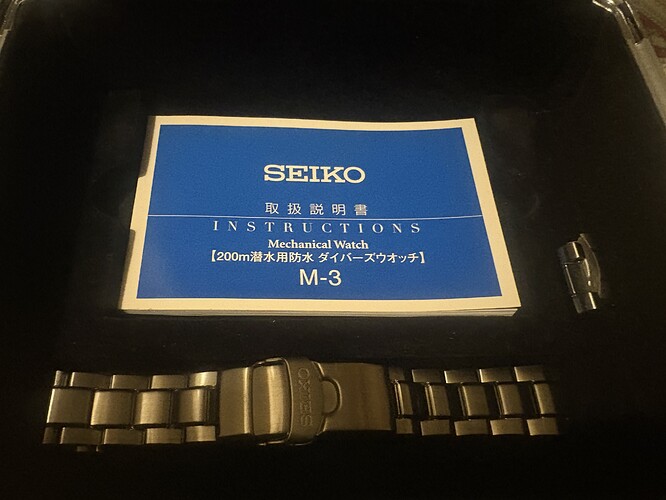 SEIKO
取扱説明書
INSTRUCTIONS
Mechanical Watch
【200m潜水用防水 ダイバーズウオッチ】
M-3
SEIKO